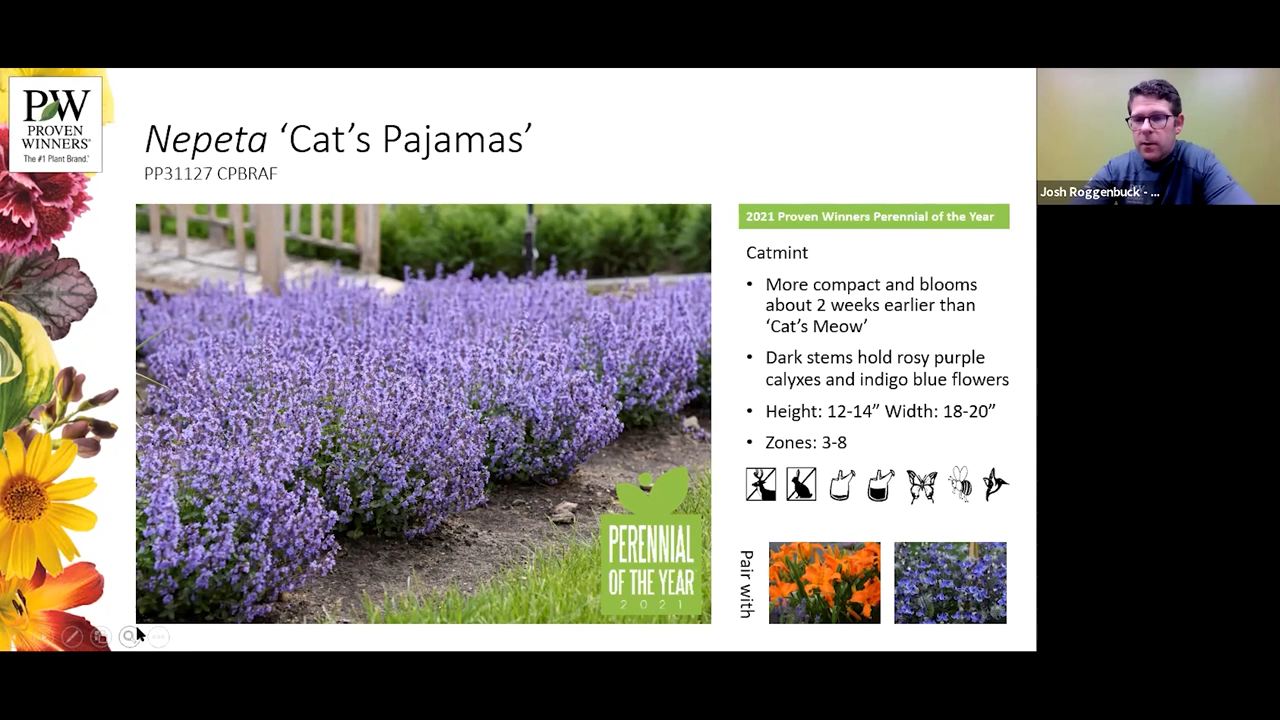 PW
PROVEN
WINNERS®
The #1 Plant Brand.
Nepeta ‘Cat’s Pajamas’
PP31127 CPBRAF
Josh Roggenbuck - ...
2021 Proven Winners Perennial of the Year
Catmint
• More compact and blooms
about 2 weeks earlier than
‘Cat’s Meow’
• Dark stems hold rosy purple
calyxes and indigo blue flowers
• Height: 12-14” Width: 18-20”
• Zones: 3-8
PERENNIAL
OF THE YEAR
2021
Pair with